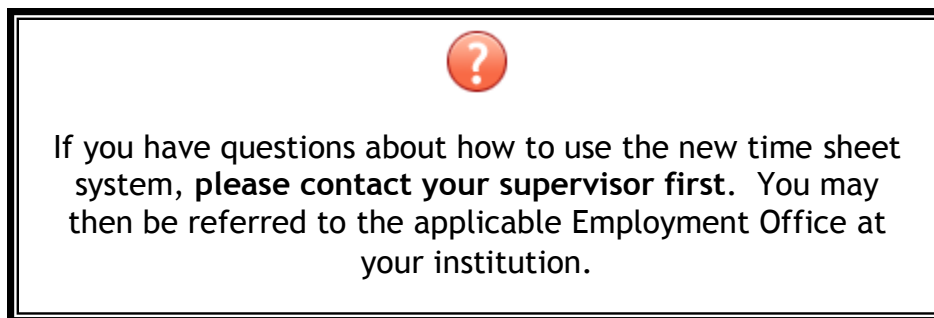 ?
If you have questions about how to use the new time sheet
system, please contact your supervisor first.  You may
then be referred to the applicable Employment Office at
your institution.